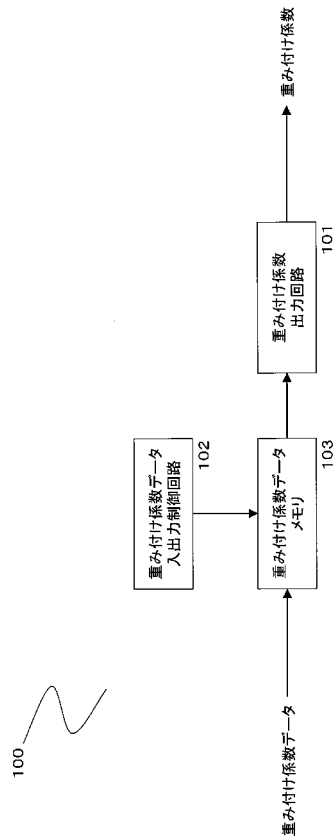 100
重み付け係数データ
入出力制御回路
102
重み付け係数データ
重み付け係数データ
メモリ
103
重み付け係数
出力回路
101
重み付け係数